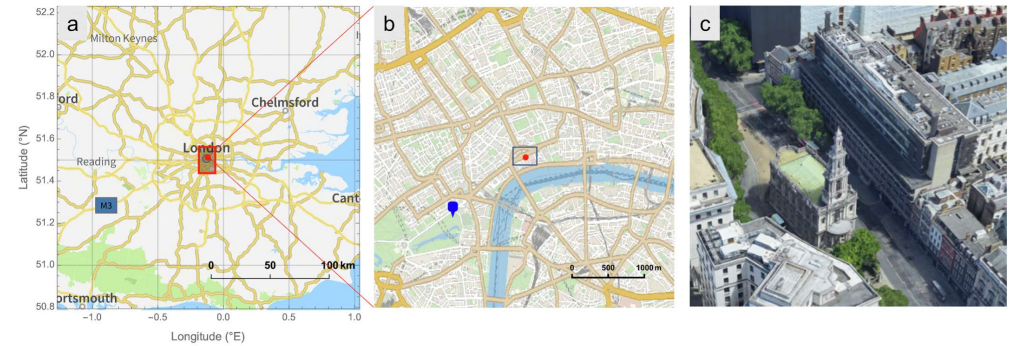 a
b
c
52.2
52.0
51.8
51.6
51.4
51.2
51.0
50.8
Latitude (°N)
Milton Keynes
ord
Chelmsford
London
Reading
M3
Cant
ortsmouth
0 50 100 km
0 500 1000 m
−1.0 −0.5 0.0 0.5 1.0
Longitude (°E)